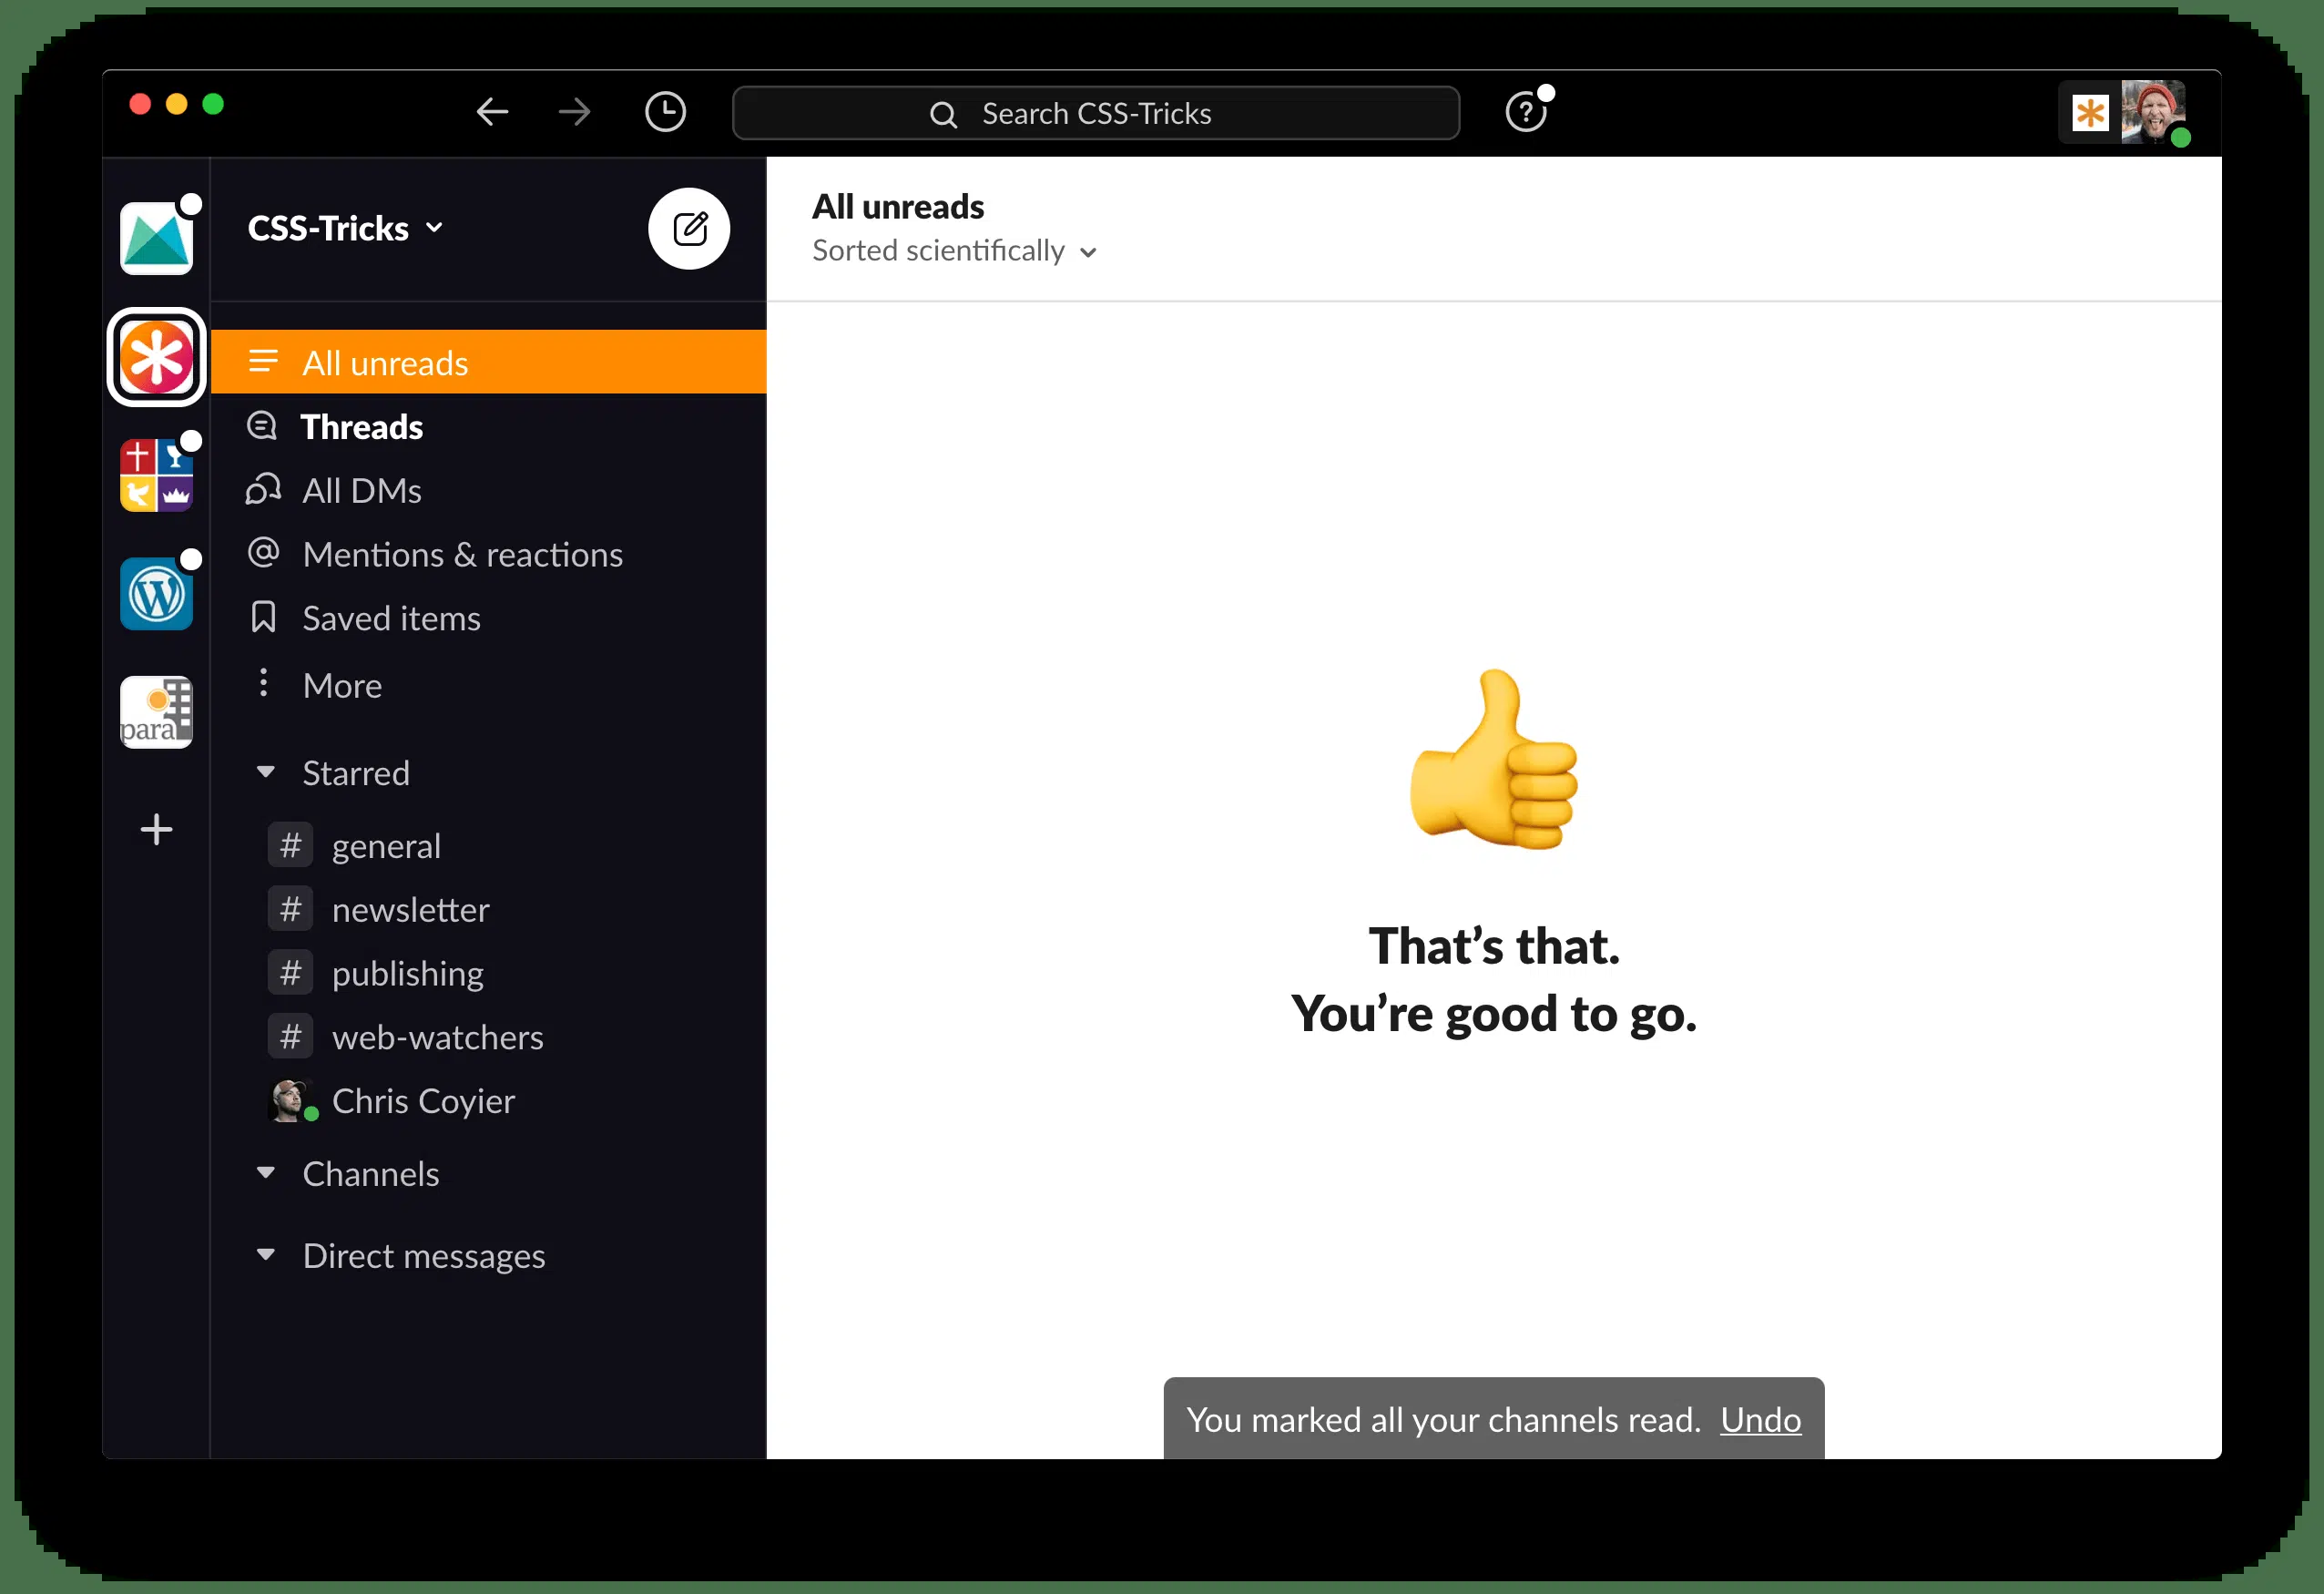 Search CSS-Tricks
CSS-Tricks
All unreads
Threads
All DMs
Mentions & reactions
Saved items
More
Starred
# general
# newsletter
# publishing
# web-watchers
Chris Coyier
Channels
Direct messages
para
All unreads
Sorted scientifically
That’s that.
You’re good to go.
You marked all your channels read. Undo